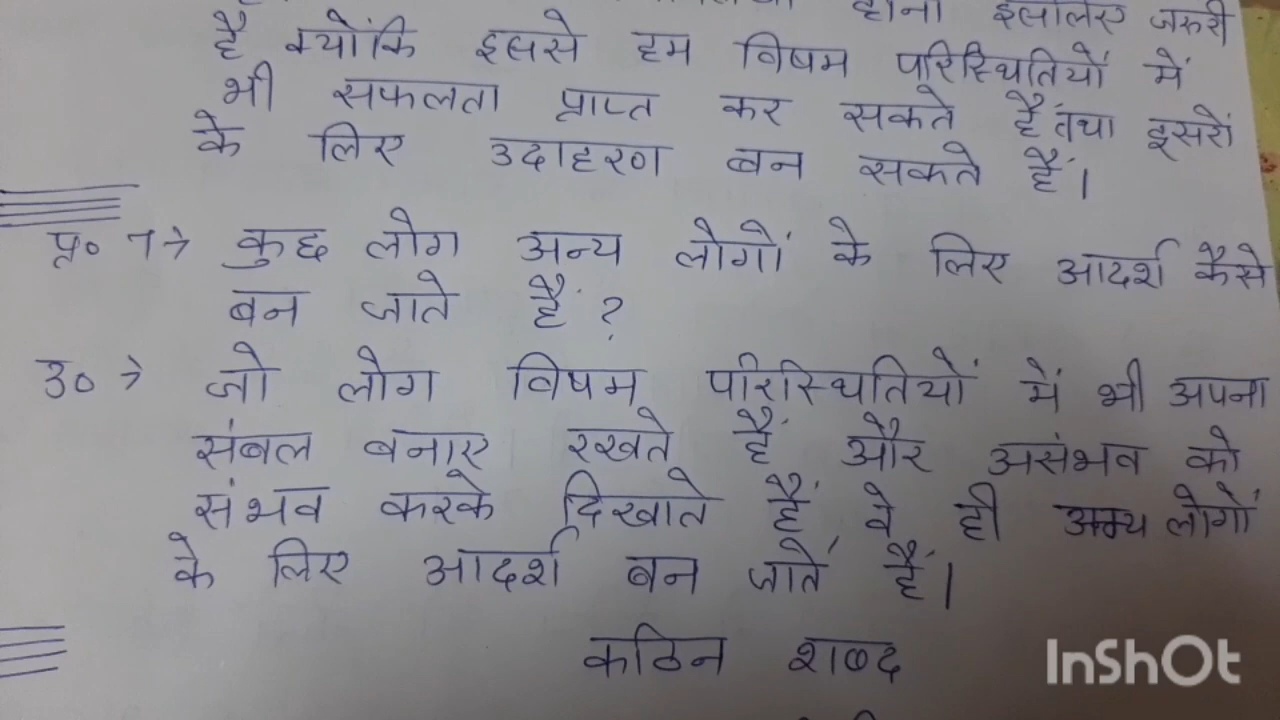 होना इसलिए जरुरी
है क्योंकि इससे हम विषम परिस्थितियों में
भी सफलता प्राप्त कर सकते हैं तथा दूसरों
के लिए उदाहरण बन सकते हैं।
प्र० 7→ कुछ लोग अन्य लोगों के लिए आदर्श कैसे
बन जाते हैं ?
उ० → जो लोग विषम परिस्थितियों में भी अपना
संबल बनाए रखते हैं और असंभव को
संभव करके दिखाते हैं वे ही अन्य लोगों
के लिए आदर्श बन जाते हैं।
कठिन शब्द
InShOt